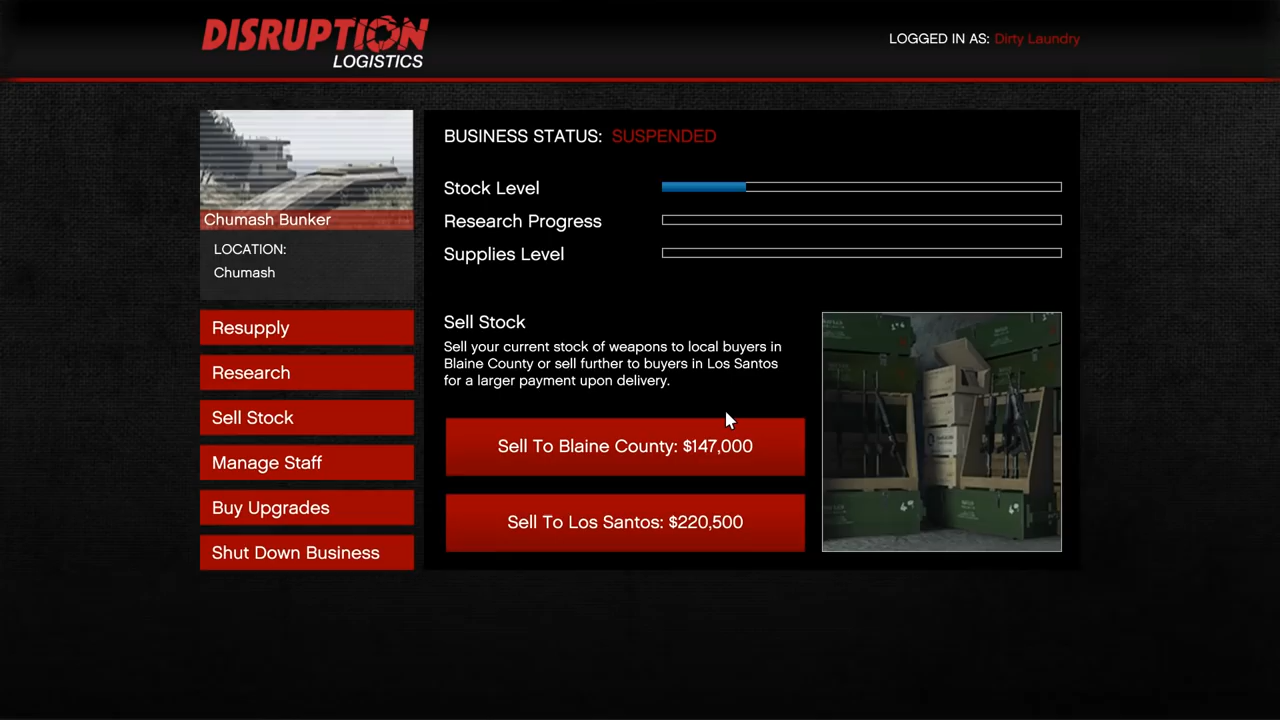 DISRUPTION
LOGISTICS
LOGGED IN AS: Dirty Laundry
Chumash Bunker
LOCATION:
Chumash
Resupply
Research
Sell Stock
Manage Staff
Buy Upgrades
Shut Down Business
BUSINESS STATUS: SUSPENDED
Stock Level
Research Progress
Supplies Level
Sell Stock
Sell your current stock of weapons to local buyers in
Blaine County or sell further to buyers in Los Santos
for a larger payment upon delivery.
Sell To Blaine County: $147,000
Sell To Los Santos: $220,500